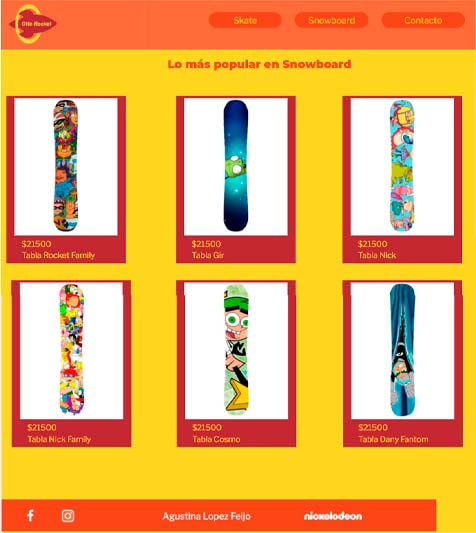 Otto Rocket
Skate
Snowboard
Contacto
Lo más popular en Snowboard
$21500
Tabla Rocket Family
$21500
Tabla Gir
$21500
Tabla Nick
$21500
Tabla Nick Family
$21500
Tabla Cosmo
$21500
Tabla Dany Fantom
Agustina Lopez Feijo
nickelodeon